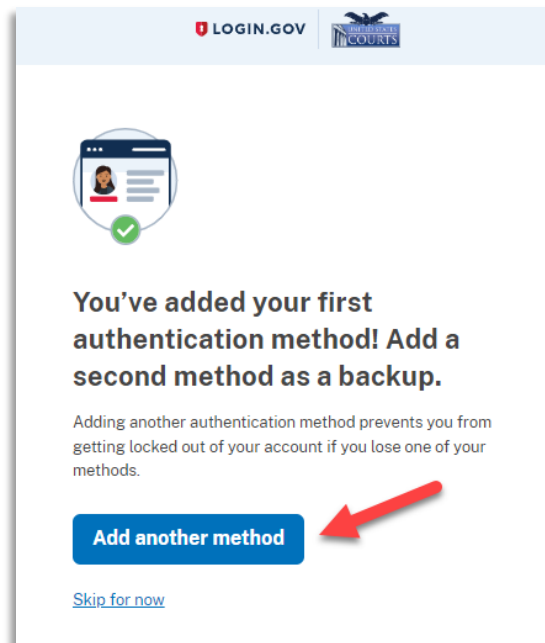 LOGIN.GOV
UNITED STATES
COURTS
You’ve added your first
authentication method! Add a
second method as a backup.
Adding another authentication method prevents you from
getting locked out of your account if you lose one of your
methods.
Add another method
Skip for now